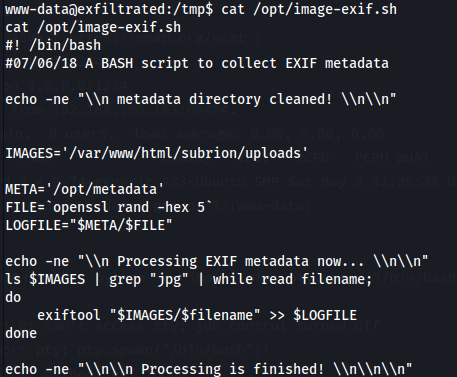 www-data@exfiltrated:/tmp$ cat /opt/image-exif.sh
cat /opt/image-exif.sh
#! /bin/bash
#07/06/18 A BASH script to collect EXIF metadata
echo -ne "\\n metadata directory cleaned! \\n\\n"
IMAGES='/var/www/html/subrion/uploads'
META='/opt/metadata'
FILE=`openssl rand -hex 5`
LOGFILE="$META/$FILE"
echo -ne "\\n Processing EXIF metadata now... \\n\\n"
ls $IMAGES | grep "jpg" | while read filename;
do
    exiftool "$IMAGES/$filename" >> $LOGFILE
done
echo -ne "\\n\\n Processing is finished! \\n\\n\\n"